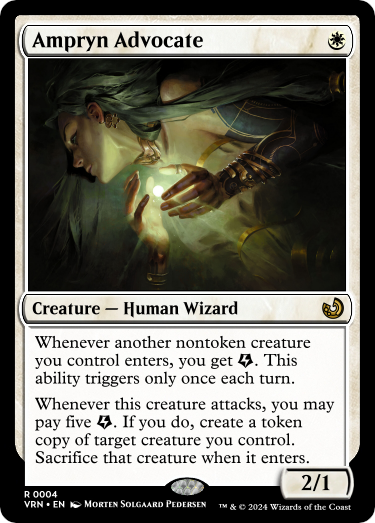 Ampryn Advocate
Creature — Human Wizard
Whenever another nontoken creature
you control enters, you get . This
ability triggers only once each turn.
Whenever this creature attacks, you may
pay five . If you do, create a token
copy of target creature you control.
Sacrifice that creature when it enters.
2/1
R 0004
VRN • EN Morten Solgaard Pedersen
™ & © 2024 Wizards of the Coast